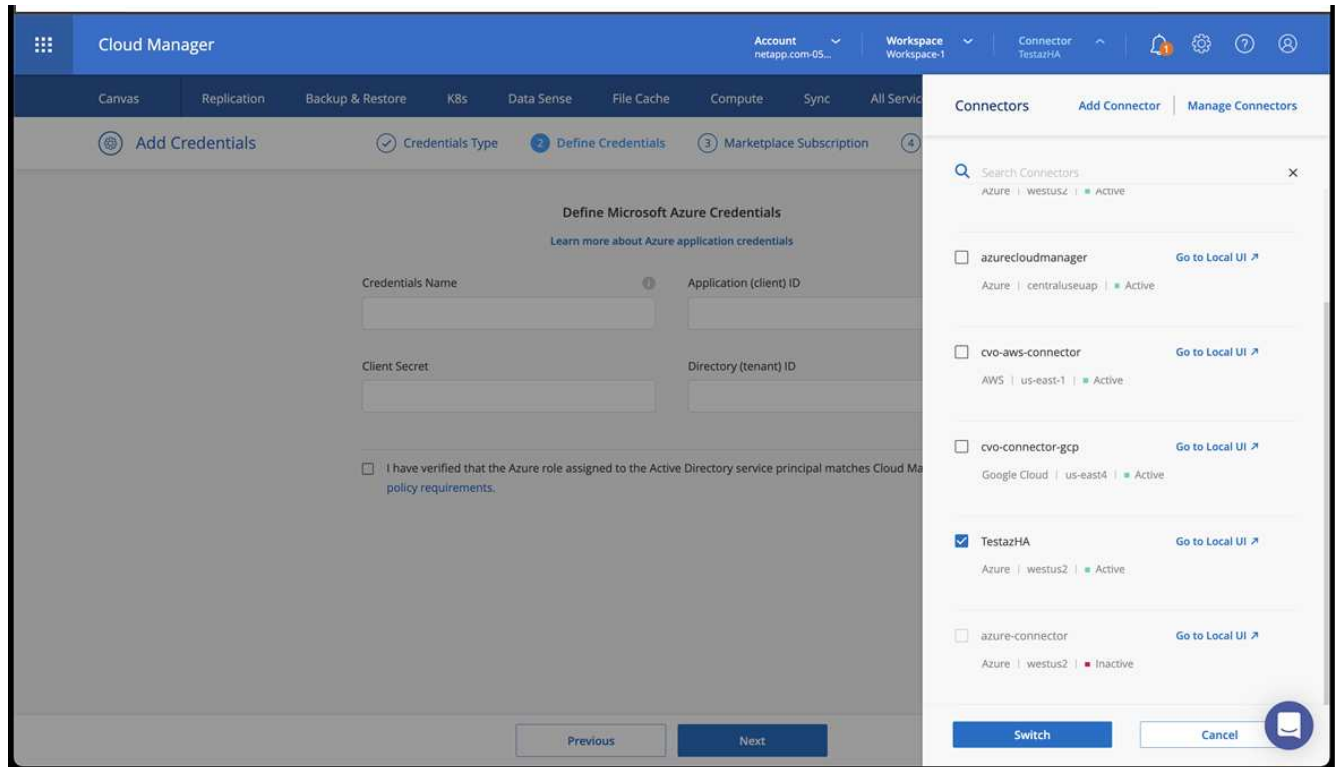 Cloud Manager
Account
netapp.com-05...
Workspace
Workspace-1
Connector
TestazHA
1
Canvas Replication Backup & Restore K8s Data Sense File Cache Compute Sync All Servic
Add Credentials Credentials Type 2 Define Credentials 3 Marketplace Subscription 4
Define Microsoft Azure Credentials
Learn more about Azure application credentials
Credentials Name Application (client) ID
Client Secret Directory (tenant) ID
I have verified that the Azure role assigned to the Active Directory service principal matches Cloud Ma
policy requirements.
Previous Next
Connectors Add Connector | Manage Connectors
Search Connectors
Azure | westus2 | Active
azurecloudmanager Go to Local UI
Azure | centraluseuap | Active
cvo-aws-connector Go to Local UI
AWS | us-east-1 | Active
cvo-connector-gcp Go to Local UI
Google Cloud | us-east4 | Active
TestazHA Go to Local UI
Azure | westus2 | Active
azure-connector Go to Local UI
Azure | westus2 | Inactive
Switch Cancel